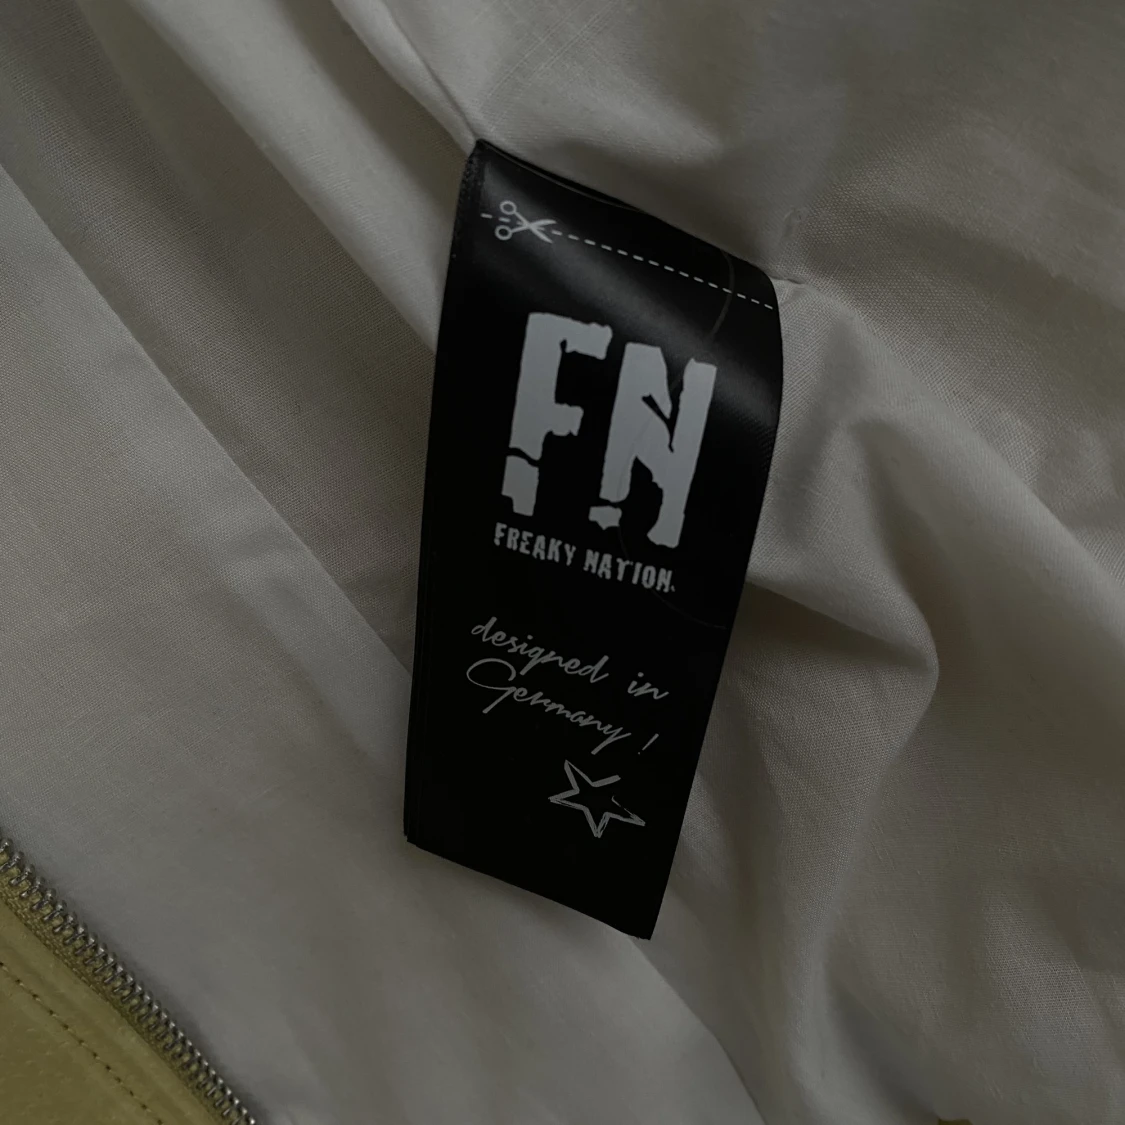 FN
FREAKY NATION.
designed in
Germany !